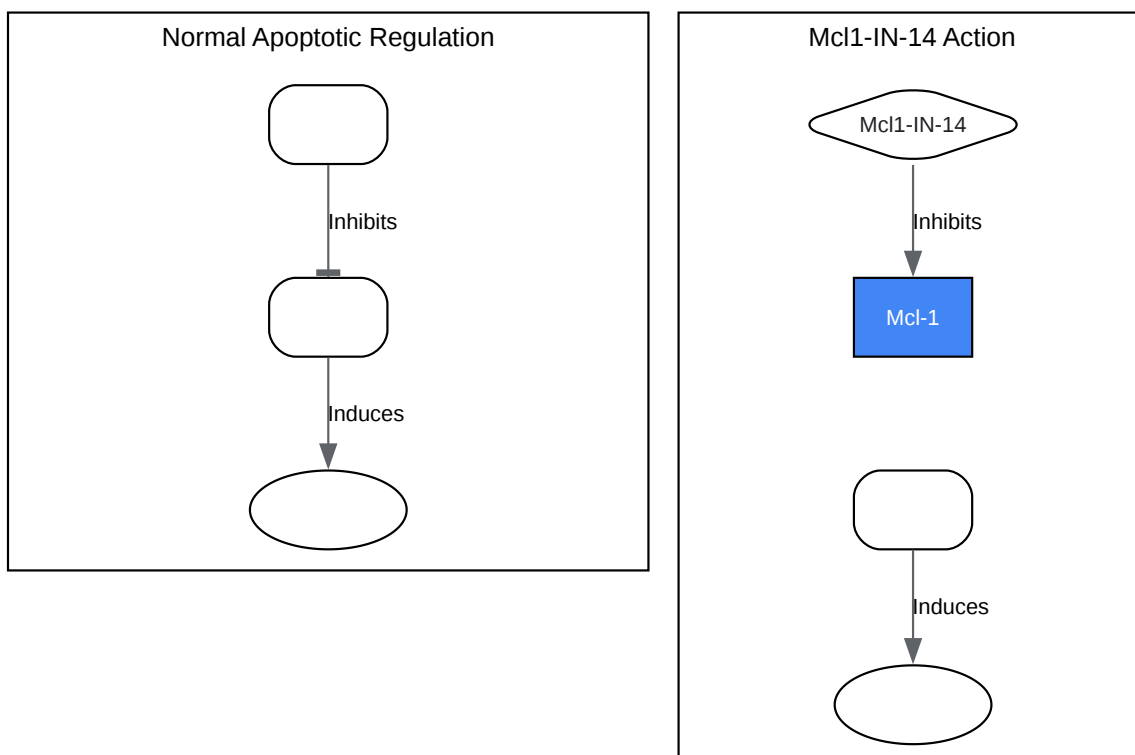 Normal Apoptotic Regulation
Inhibits
Induces
Mcl1-IN-14 Action
Mcl1-IN-14
Inhibits
Mcl-1
Induces